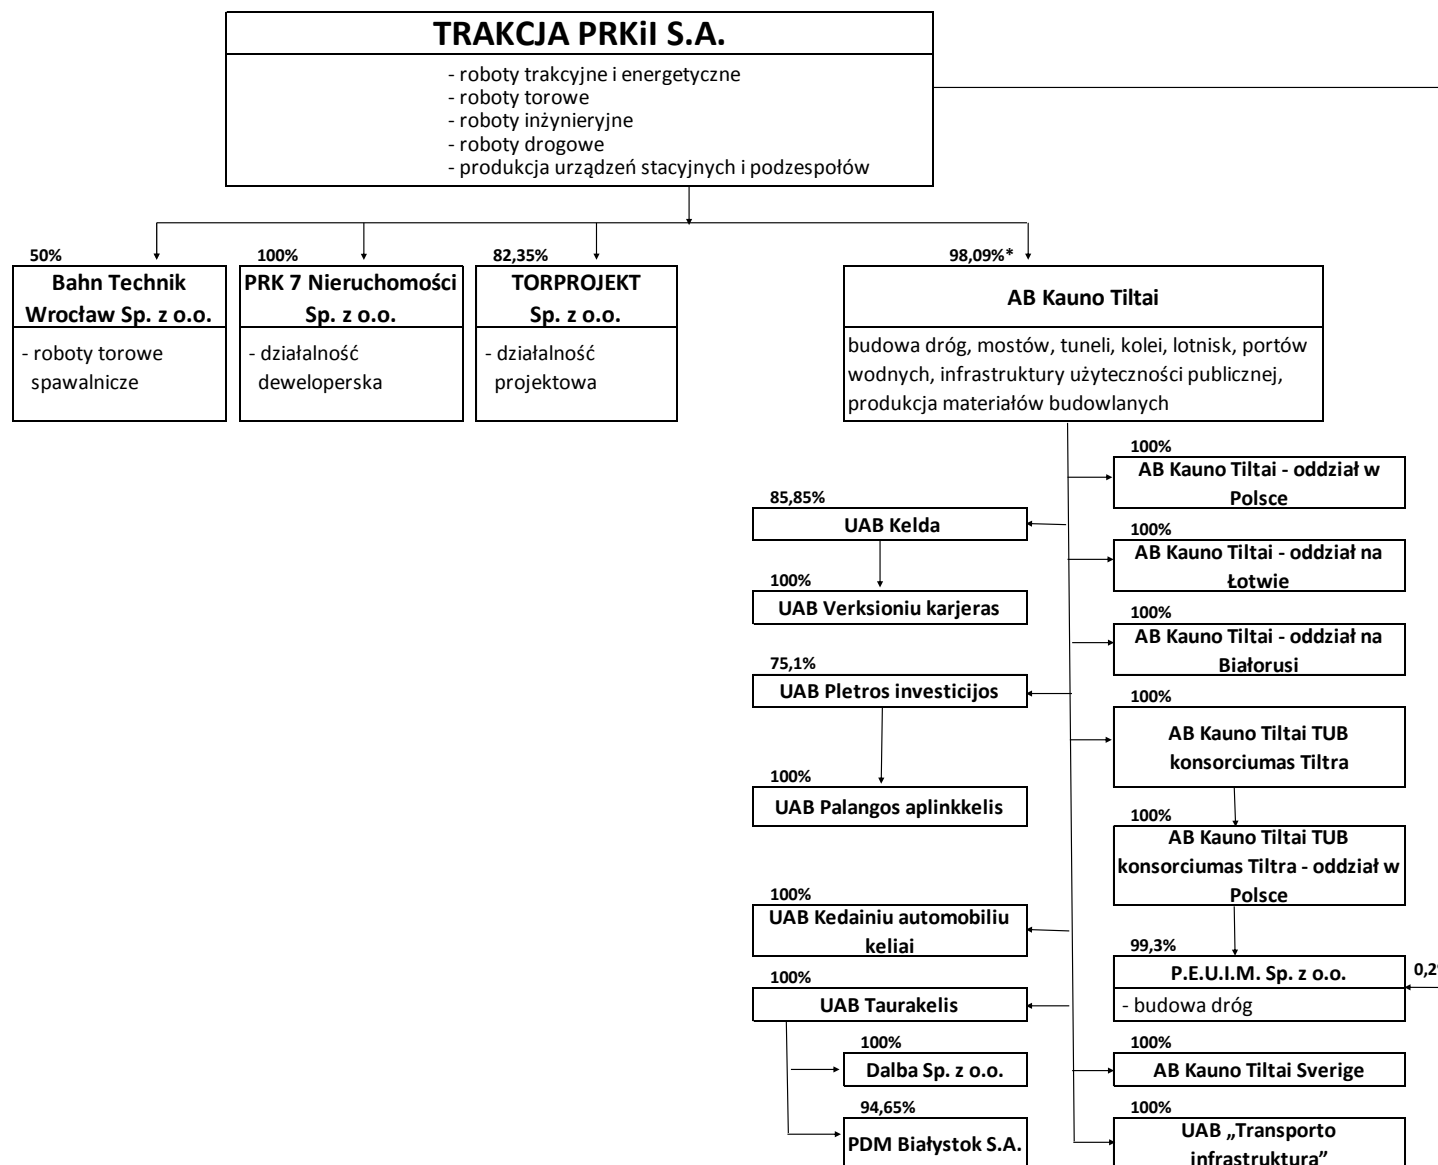 TRAKCJA PRKiI S.A.
- roboty trakcyjne i energetyczne
- roboty torowe
- roboty inżynieryjne
- roboty drogowe
- produkcja urządzeń stacyjnych i podzespołów
50%
Bahn Technik
Wrocław Sp. z o.o.
- roboty torowe
spawalnicze
100%
PRK 7 Nieruchomości
Sp. z o.o.
- działalność
deweloperska
82,35%
TORPROJEKT
Sp. z o.o.
- działalność
projektowa
98,09%*
AB Kauno Tiltai
budowa dróg, mostów, tuneli, kolei, lotnisk, portów
wodnych, infrastruktury użyteczności publicznej,
produkcja materiałów budowlanych
85,85%
UAB Kelda
100%
UAB Verksioniu karjeras
75,1%
UAB Pletros investicijos
100%
UAB Palangos aplinkkelis
100%
UAB Kedainiu automobiliu
keliai
100%
UAB Taurakelis
100%
Dalba Sp. z o.o.
94,65%
PDM Białystok S.A.
100%
AB Kauno Tiltai - oddział w
Polsce
100%
AB Kauno Tiltai - oddział na
Łotwie
100%
AB Kauno Tiltai - oddział na
Białorusi
100%
AB Kauno Tiltai TUB
konsorciumas Tiltra
100%
AB Kauno Tiltai TUB
konsorciumas Tiltra - oddział w
Polsce
99,3%
P.E.U.I.M. Sp. z o.o.
- budowa dróg
100%
AB Kauno Tiltai Sverige
100%
UAB „Transporto
infrastruktura”